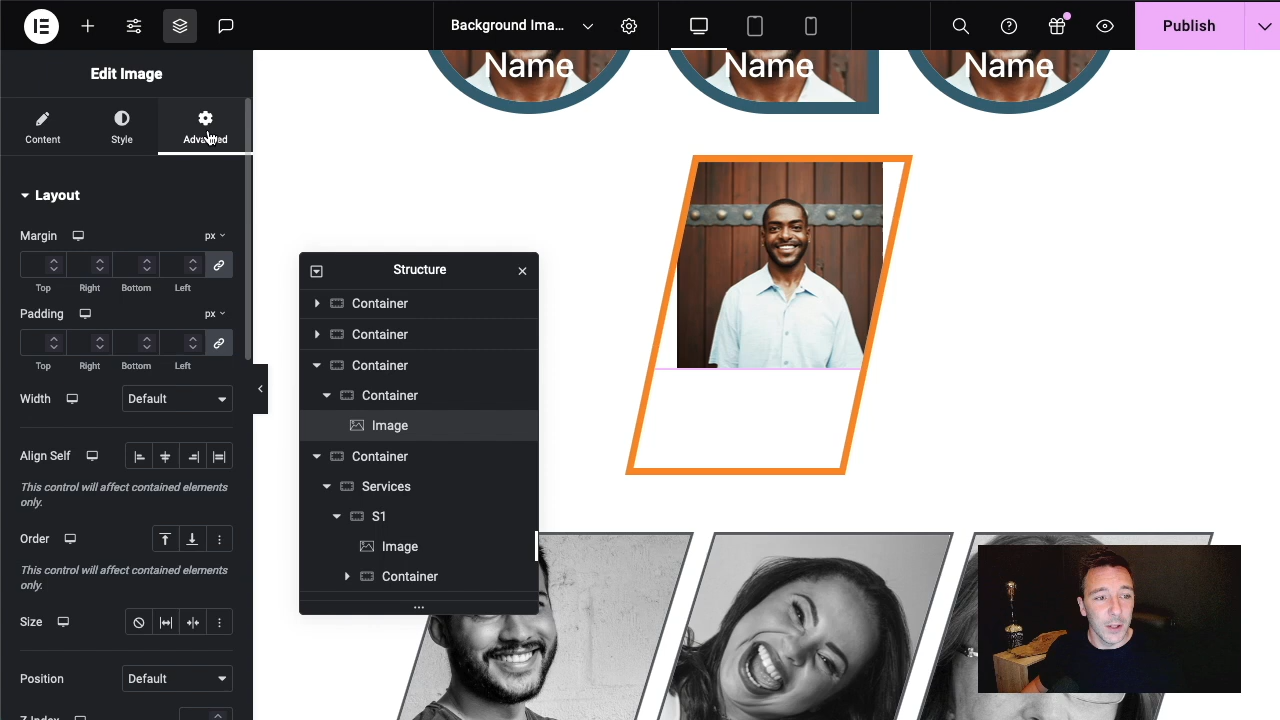 Background Ima...
Publish
Edit Image
Content
Style
Advanced
Layout
Margin
px
Top
Right
Bottom
Left
Padding
px
Top
Right
Bottom
Left
Width
Default
Align Self
This control will affect contained elements
only.
Order
This control will affect contained elements
only.
Size
Position
Default
Z-Index
Name
Name
Name
Structure
Container
Container
Container
Container
Image
Container
Services
S1
Image
Container